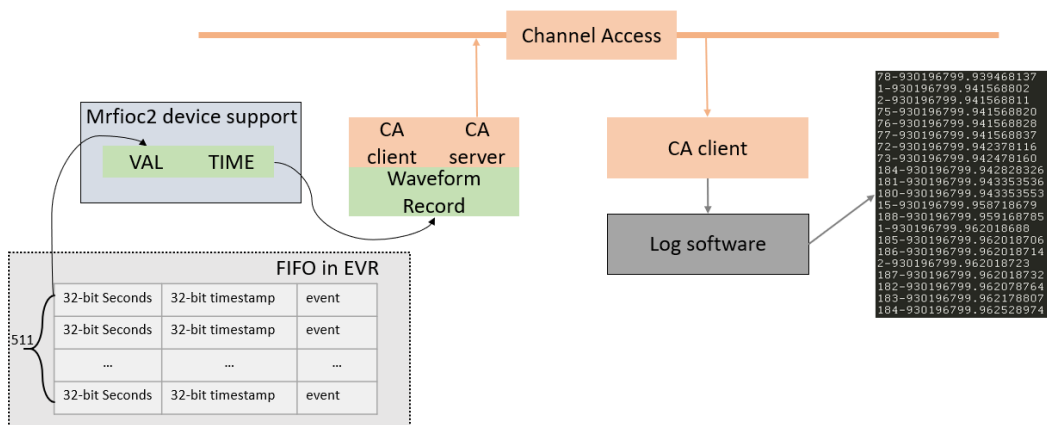 Channel Access
Mrfioc2 device support
VAL TIME
CA CA
client server
Waveform
Record
CA client
Log software
FIFO in EVR
511
32-bit Seconds 32-bit timestamp event
32-bit Seconds 32-bit timestamp event
... ... ...
32-bit Seconds 32-bit timestamp event
78-930196799.939468137
1-930196799.941568802
2-930196799.941568811
75-930196799.941568820
76-930196799.941568828
77-930196799.941568837
72-930196799.942378116
73-930196799.942478160
184-930196799.942828326
181-930196799.943353536
180-930196799.943353553
15-930196799.958718679
188-930196799.959168785
1-930196799.962018688
185-930196799.962018706
186-930196799.962018714
2-930196799.962018723
187-930196799.962018732
182-930196799.962078764
183-930196799.962178807
184-930196799.962528974